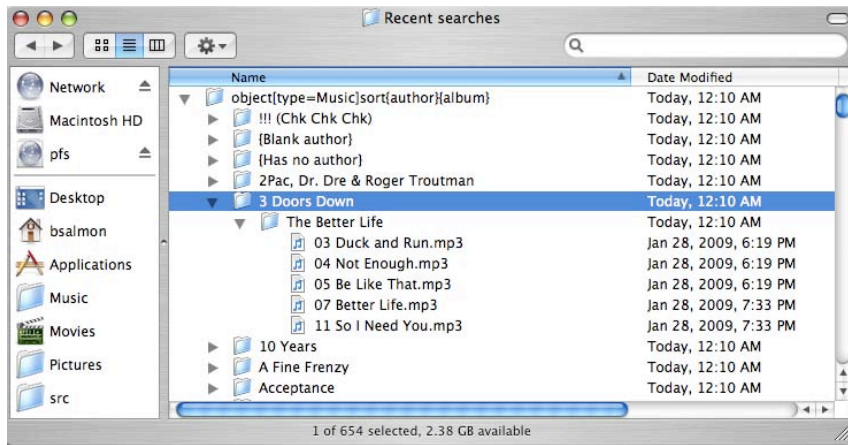 Recent searches
Name Date Modified
Network
Macintosh HD
pfs
Desktop
bsalmon
Applications
Music
Movies
Pictures
src
object[type=Music]sort{author}{album} Today, 12:10 AM
!!! (Chk Chk Chk) Today, 12:10 AM
{Blank author} Today, 12:10 AM
{Has no author} Today, 12:10 AM
2Pac, Dr. Dre & Roger Troutman Today, 12:10 AM
3 Doors Down Today, 12:10 AM
The Better Life Today, 12:10 AM
03 Duck and Run.mp3 Jan 28, 2009, 6:19 PM
04 Not Enough.mp3 Jan 28, 2009, 6:19 PM
05 Be Like That.mp3 Jan 28, 2009, 6:19 PM
07 Better Life.mp3 Jan 28, 2009, 7:33 PM
11 So I Need You.mp3 Jan 28, 2009, 7:33 PM
10 Years Today, 12:10 AM
A Fine Frenzy Today, 12:10 AM
Acceptance Today, 12:10 AM
1 of 654 selected, 2.38 GB available